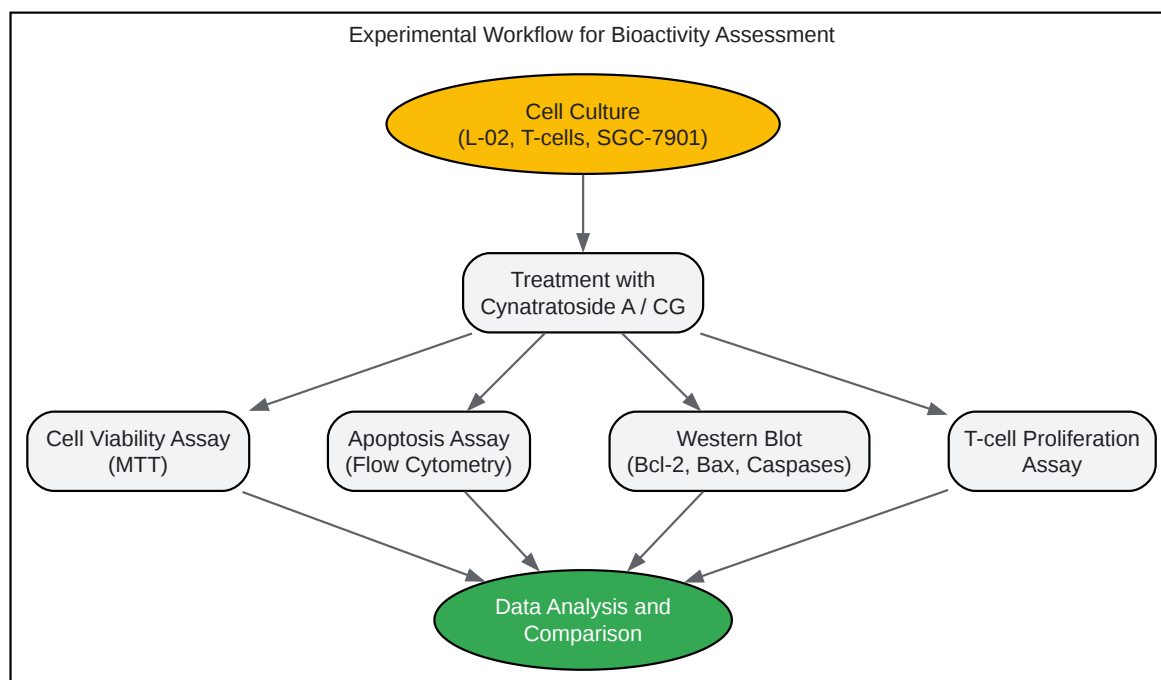 Experimental Workflow for Bioactivity Assessment
Cell Culture
(L-02, T-cells, SGC-7901)
Treatment with
Cynatratoside A / CG
Cell Viability Assay
(MTT)
Apoptosis Assay
(Flow Cytometry)
Western Blot
(Bcl-2, Bax, Caspases)
T-cell Proliferation
Assay
Data Analysis and
Comparison